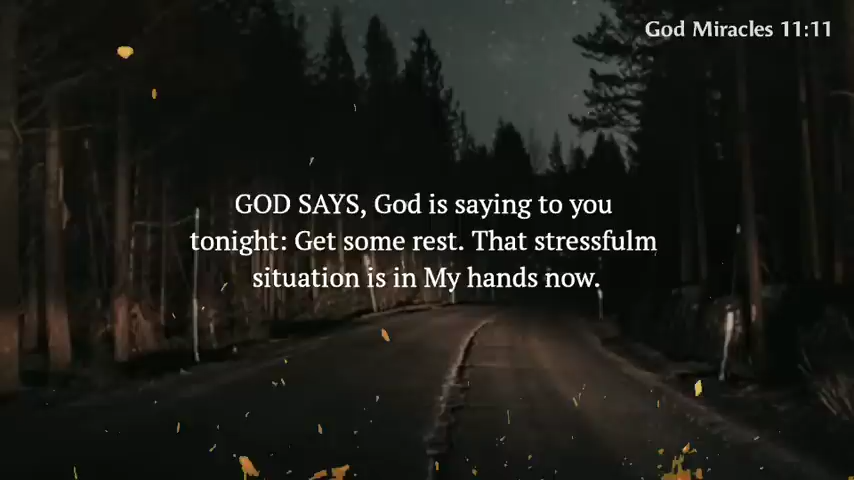 God Miracles 11:11
GOD SAYS, God is saying to you
tonight: Get some rest. That stressfulm
situation is in My hands now.